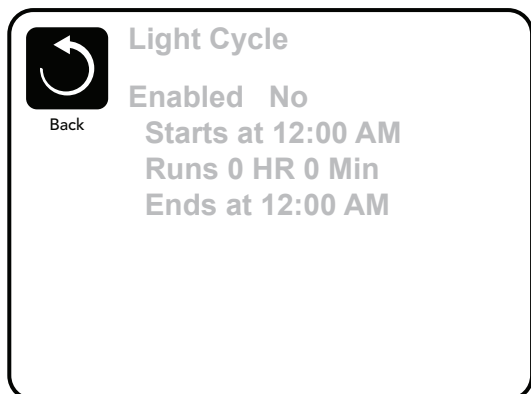 Light Cycle
Enabled No
Back
Starts at 12:00 AM
Runs 0 HR 0 Min
Ends at 12:00 AM